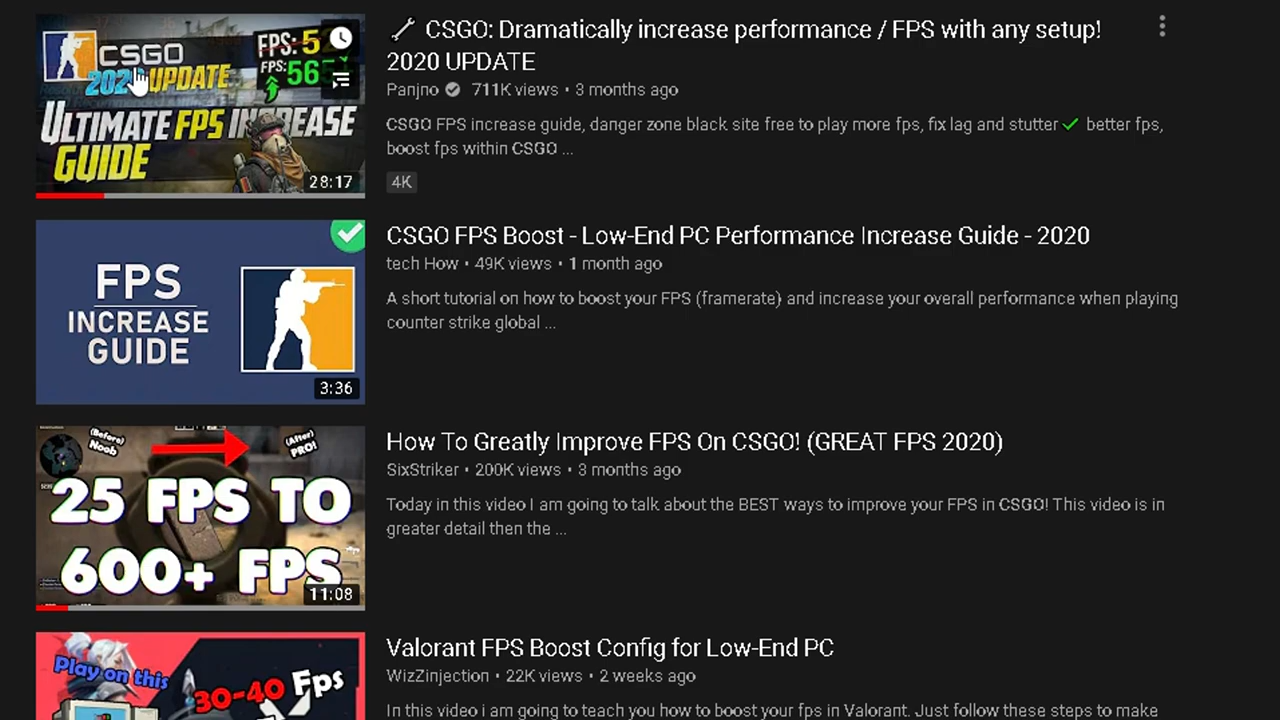 CSGO
FPS: 5
2020 UPDATE
FPS: 565
ULTIMATE FPS INCREASE
GUIDE
28:17
CSGO: Dramatically increase performance / FPS with any setup!
2020 UPDATE
Panjno 711K views • 3 months ago
CSGO FPS increase guide, danger zone black site free to play more fps, fix lag and stutter ✓ better fps,
boost fps within CSGO ...
4K
FPS
INCREASE
GUIDE
3:36
CSGO FPS Boost - Low-End PC Performance Increase Guide - 2020
tech How • 49K views • 1 month ago
A short tutorial on how to boost your FPS (framerate) and increase your overall performance when playing
counter strike global ...
(Before)
Noob
(After)
PRO!
25 FPS TO
600+ FPS
11:08
How To Greatly Improve FPS On CSGO! (GREAT FPS 2020)
SixStriker • 200K views • 3 months ago
Today in this video I am going to talk about the BEST ways to improve your FPS in CSGO! This video is in
greater detail then the ...
Play on this
30-40 Fps
Valorant FPS Boost Config for Low-End PC
WizZinjection • 22K views • 2 weeks ago
In this video i am going to teach you how to boost your fps in Valorant. Just follow these steps to make